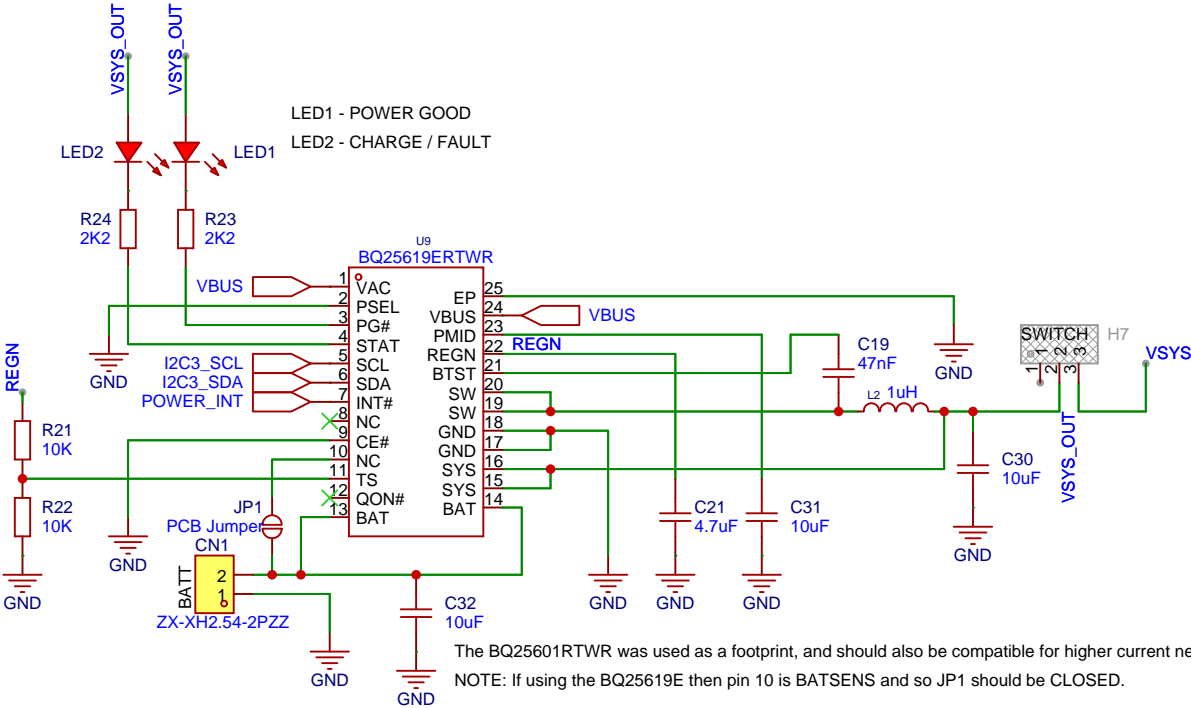 VSYS_OUT
VSYS_OUT
LED1 - POWER GOOD
LED2 - CHARGE / FAULT
LED2
LED1
R24
2K2
R23
2K2
U9
BQ25619ERTWR
VBUS
1 VAC
2 PSEL
3 PG#
4 STAT
5 SCL
6 SDA
7 INT#
8 NC
9 CE#
10 NC
11 TS
12 QON#
13 BAT
25 EP
24 VBUS
23 PMID
22 REGN
21 BTST
20 SW
19 SW
18 GND
17 GND
16 SYS
15 SYS
14 BAT
VBUS
REGN
GND
I2C3_SCL
I2C3_SDA
POWER_INT
REGN
R21
10K
R22
10K
GND
GND
JP1
PCB Jumper
CN1
BATT
2
1
ZX-XH2.54-2PZZ
GND
C32
10uF
GND
GND
C21
4.7uF
GND
C31
10uF
GND
C19
47nF
L2 1uH
GND
SWITCH
H7
1
2
2
3
3
VSYS
VSYS_OUT
C30
10uF
GND
The BQ25601RTWR was used as a footprint, and should also be compatible for higher current ne
NOTE: If using the BQ25619E then pin 10 is BATSENS and so JP1 should be CLOSED.